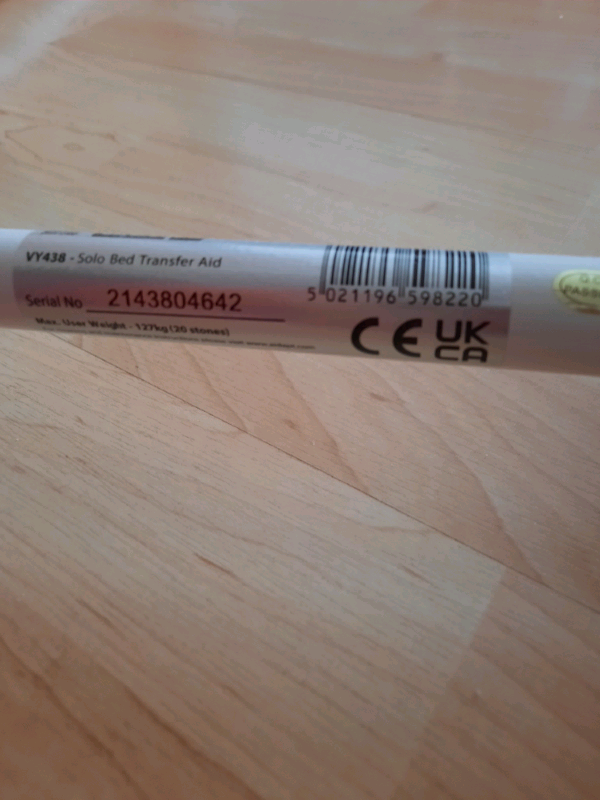 VY438 - Solo Bed Transfer Aid
Serial No 2143804642
Max. User Weight - 127kg (20 stones)
5 021196 598220
CE UK
CA